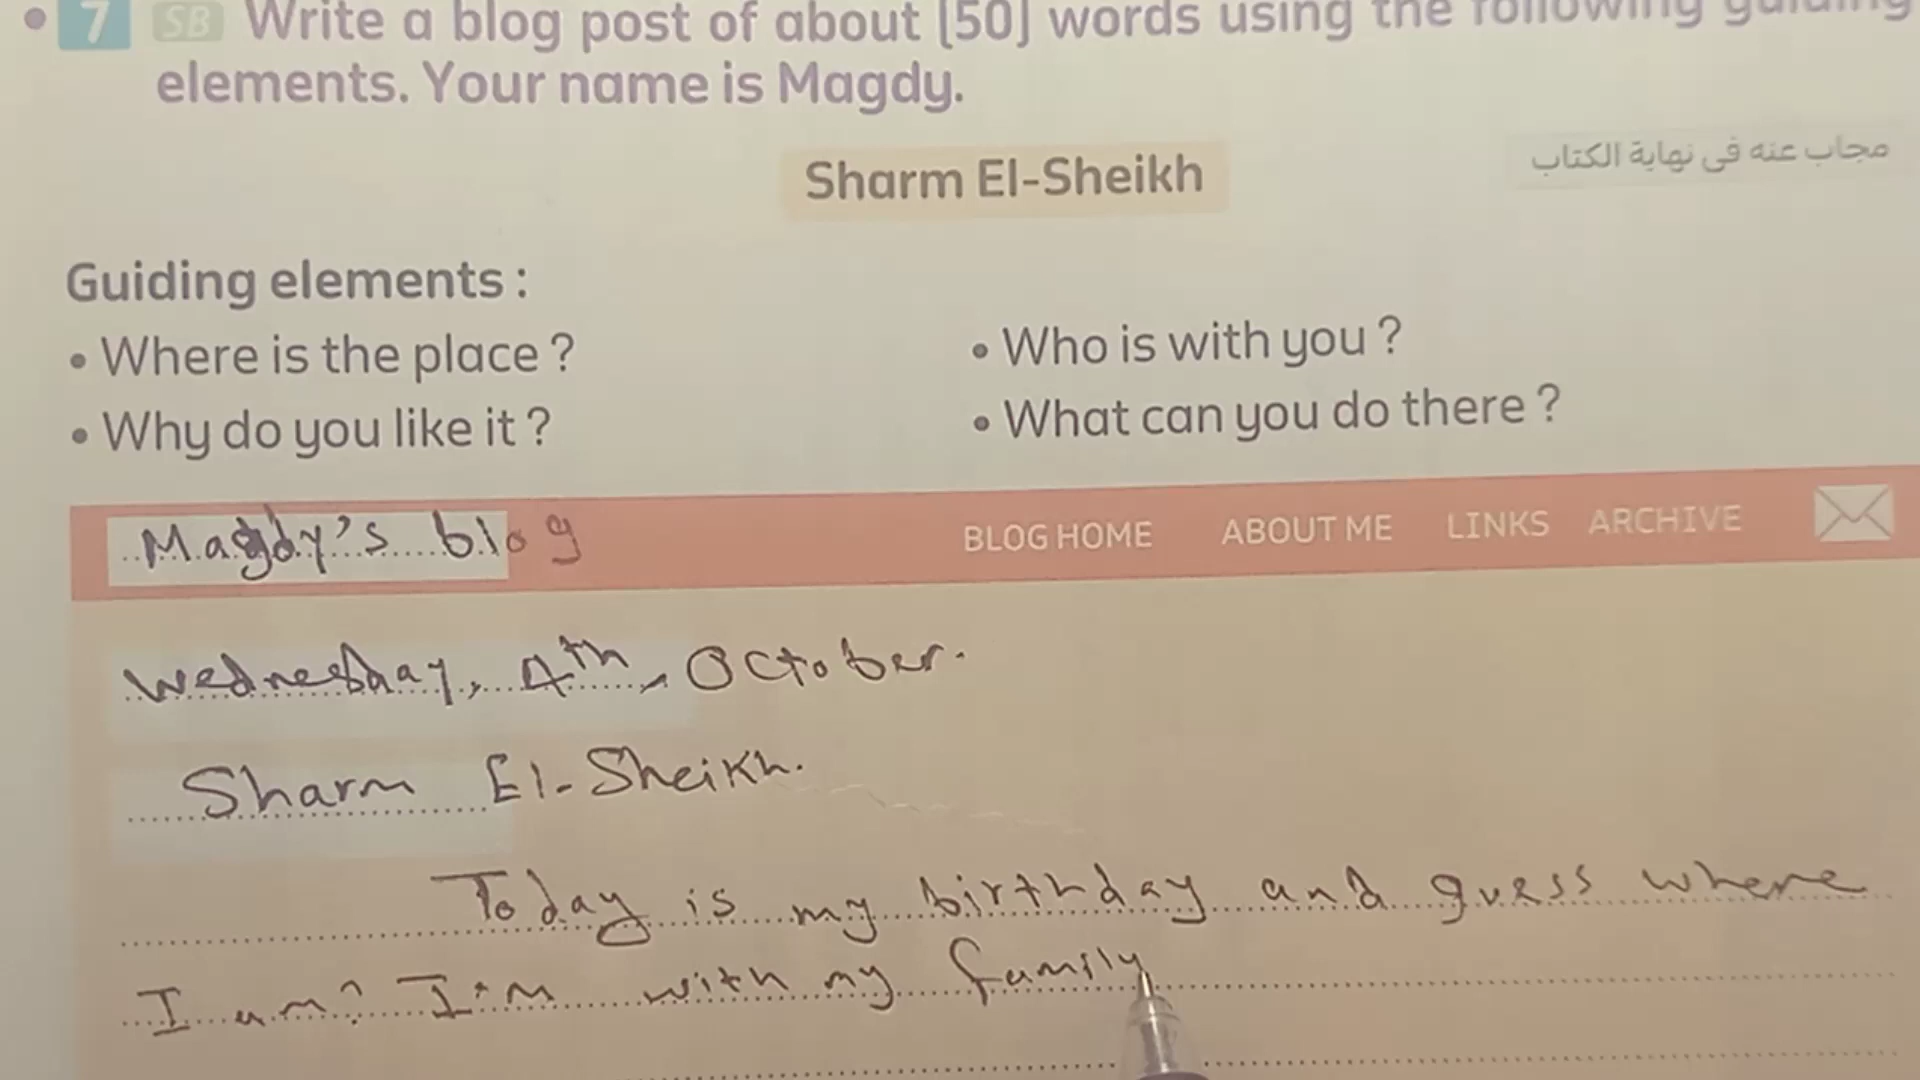 7 SB Write a blog post of about [50] words using the following guiding
elements. Your name is Magdy.
Sharm El-Sheikh
مجاب عنه فى نهاية الكتاب
Guiding elements :
• Where is the place ?
• Who is with you ?
• Why do you like it ?
• What can you do there ?
Magdy's blog
BLOG HOME ABOUT ME LINKS ARCHIVE
Wednesday, 4th, October.
Sharm El-Sheikh.
Today is my birthday and guess where
I am? I'm with my family